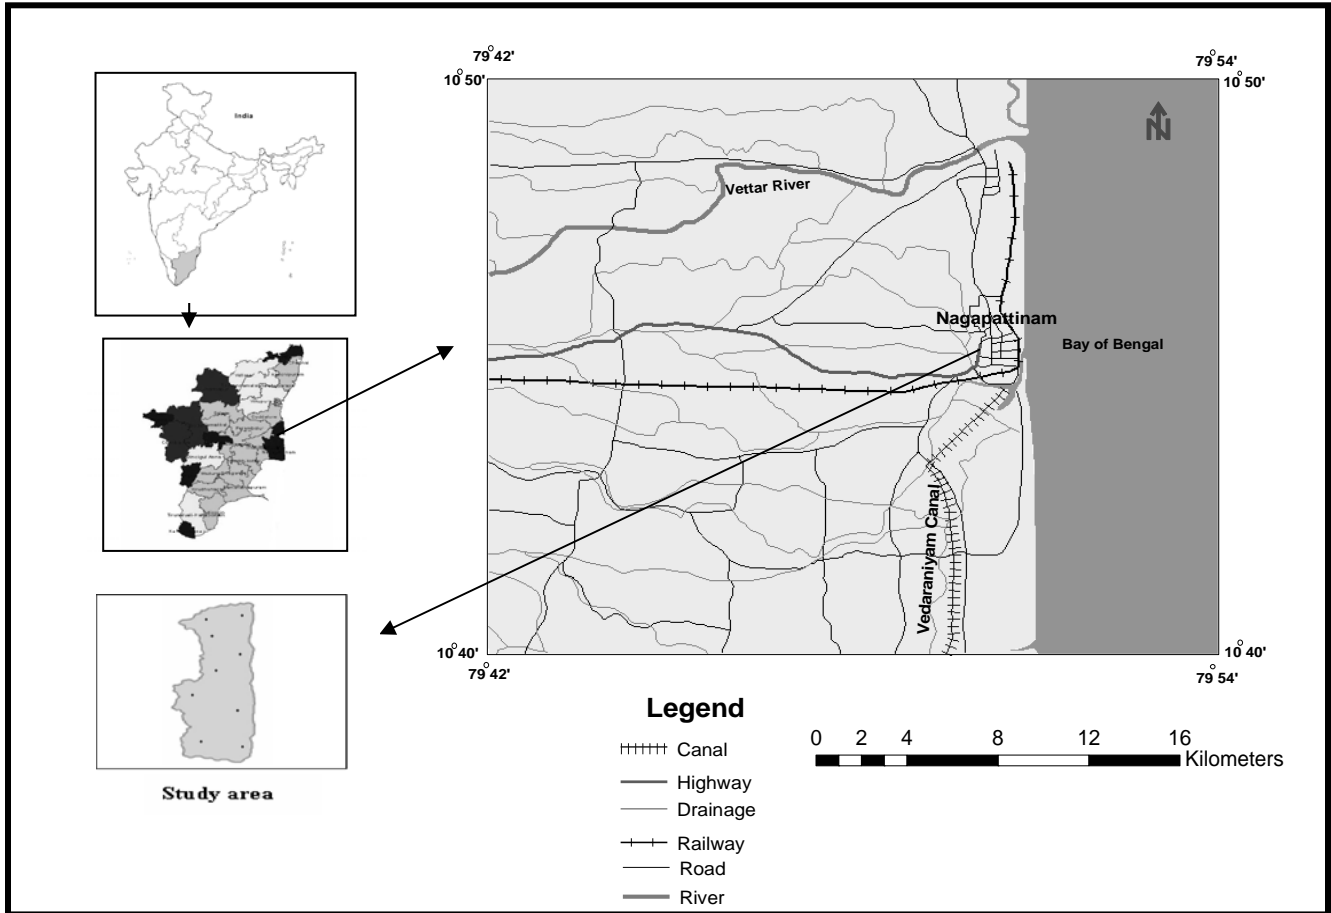 India
Study area
79°42'
79°54'
10°50'
10°50'
N
Vettar River
Nagapattinam
Bay of Bengal
Vedaraniyam Canal
10°40'
10°40'
79°42'
79°54'
Legend
Canal
Highway
Drainage
Railway
Road
River
0 2 4 8 12 16
Kilometers